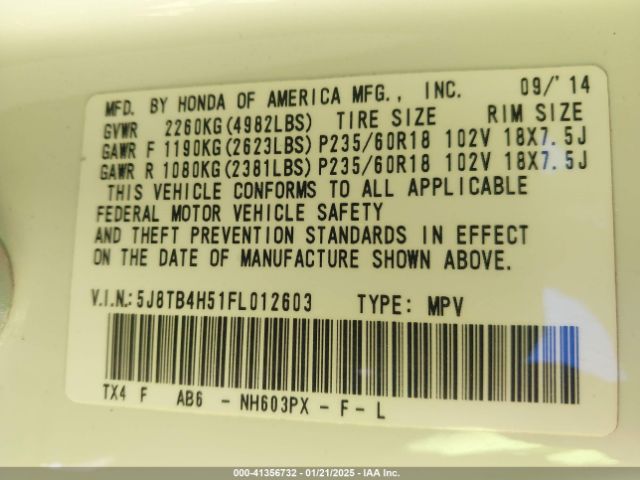 MFD. BY HONDA OF AMERICA MFG., INC. 09/'14
GVWR 2260KG(4982LBS) TIRE SIZE RIM SIZE
GAWR F 1190KG(2623LBS) P235/60R18 102V 18X7.5J
GAWR R 1080KG(2381LBS) P235/60R18 102V 18X7.5J
THIS VEHICLE CONFORMS TO ALL APPLICABLE
FEDERAL MOTOR VEHICLE SAFETY
AND THEFT PREVENTION STANDARDS IN EFFECT
ON THE DATE OF MANUFACTURE SHOWN ABOVE.
V.I.N.: 5J8TB4H51FL012603 TYPE: MPV
TX4 F AB6 - NH603PX - F - L
000-41356732 - 01/21/2025 - IAAI.com